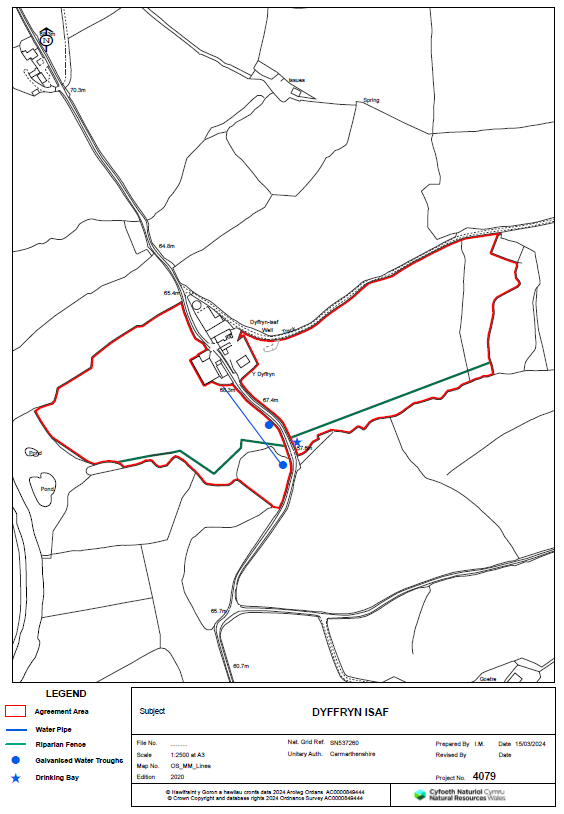 N
70.3m
Issues
Spring
64.8m
65.4m
Dyffryn-isaf
Well
Track
Y Dyffryn
67.4m
Pond
Pond
65.7m
60.7m
Goetre
LEGEND
Agreement Area
Water Pipe
Riparian Fence
Galvanised Water Troughs
Drinking Bay
Subject DYFFRYN ISAF
File No. ..........
Scale 1:2500 at A3
Map No. OS_MM_Lines
Edition 2020
Nat. Grid Ref. SN537260
Unitary Auth. Carmarthenshire
Prepared By I.M. Date 15/03/2024
Revised By Date
Project No. 4079
© Hawlfraint y Goron a hawliau cronfa data 2024 Arolwg Ordans AC0000849444
© Crown Copyright and database rights 2024 Ordnance Survey AC0000849444
Cyfoeth Naturiol Cymru
Natural Resources Wales